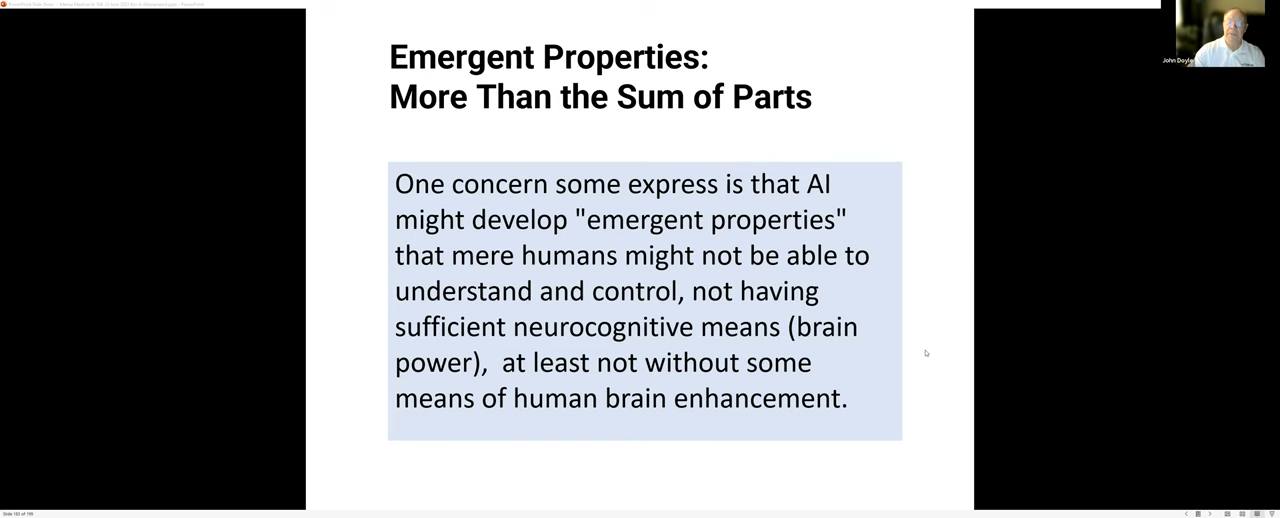 Emergent Properties:
More Than the Sum of Parts
One concern some express is that AI
might develop "emergent properties"
that mere humans might not be able to
understand and control, not having
sufficient neurocognitive means (brain
power),  at least not without some
means of human brain enhancement.
John Doyle